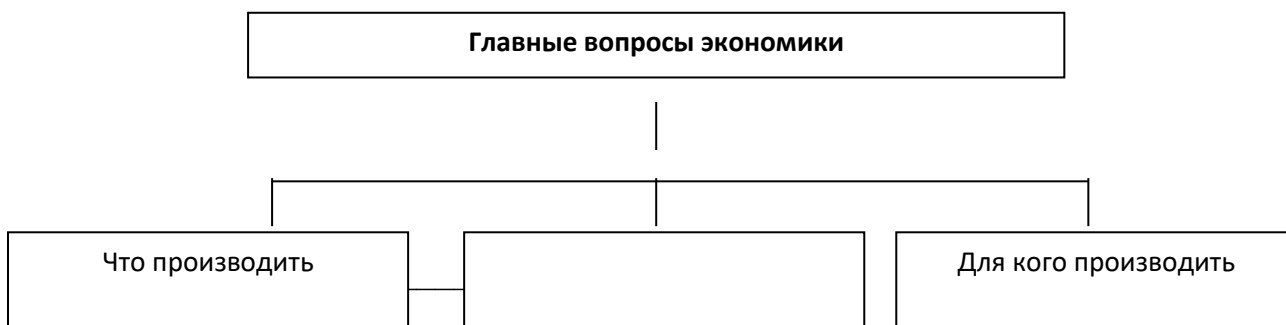 Главные вопросы экономики
Что производить
Для кого производить